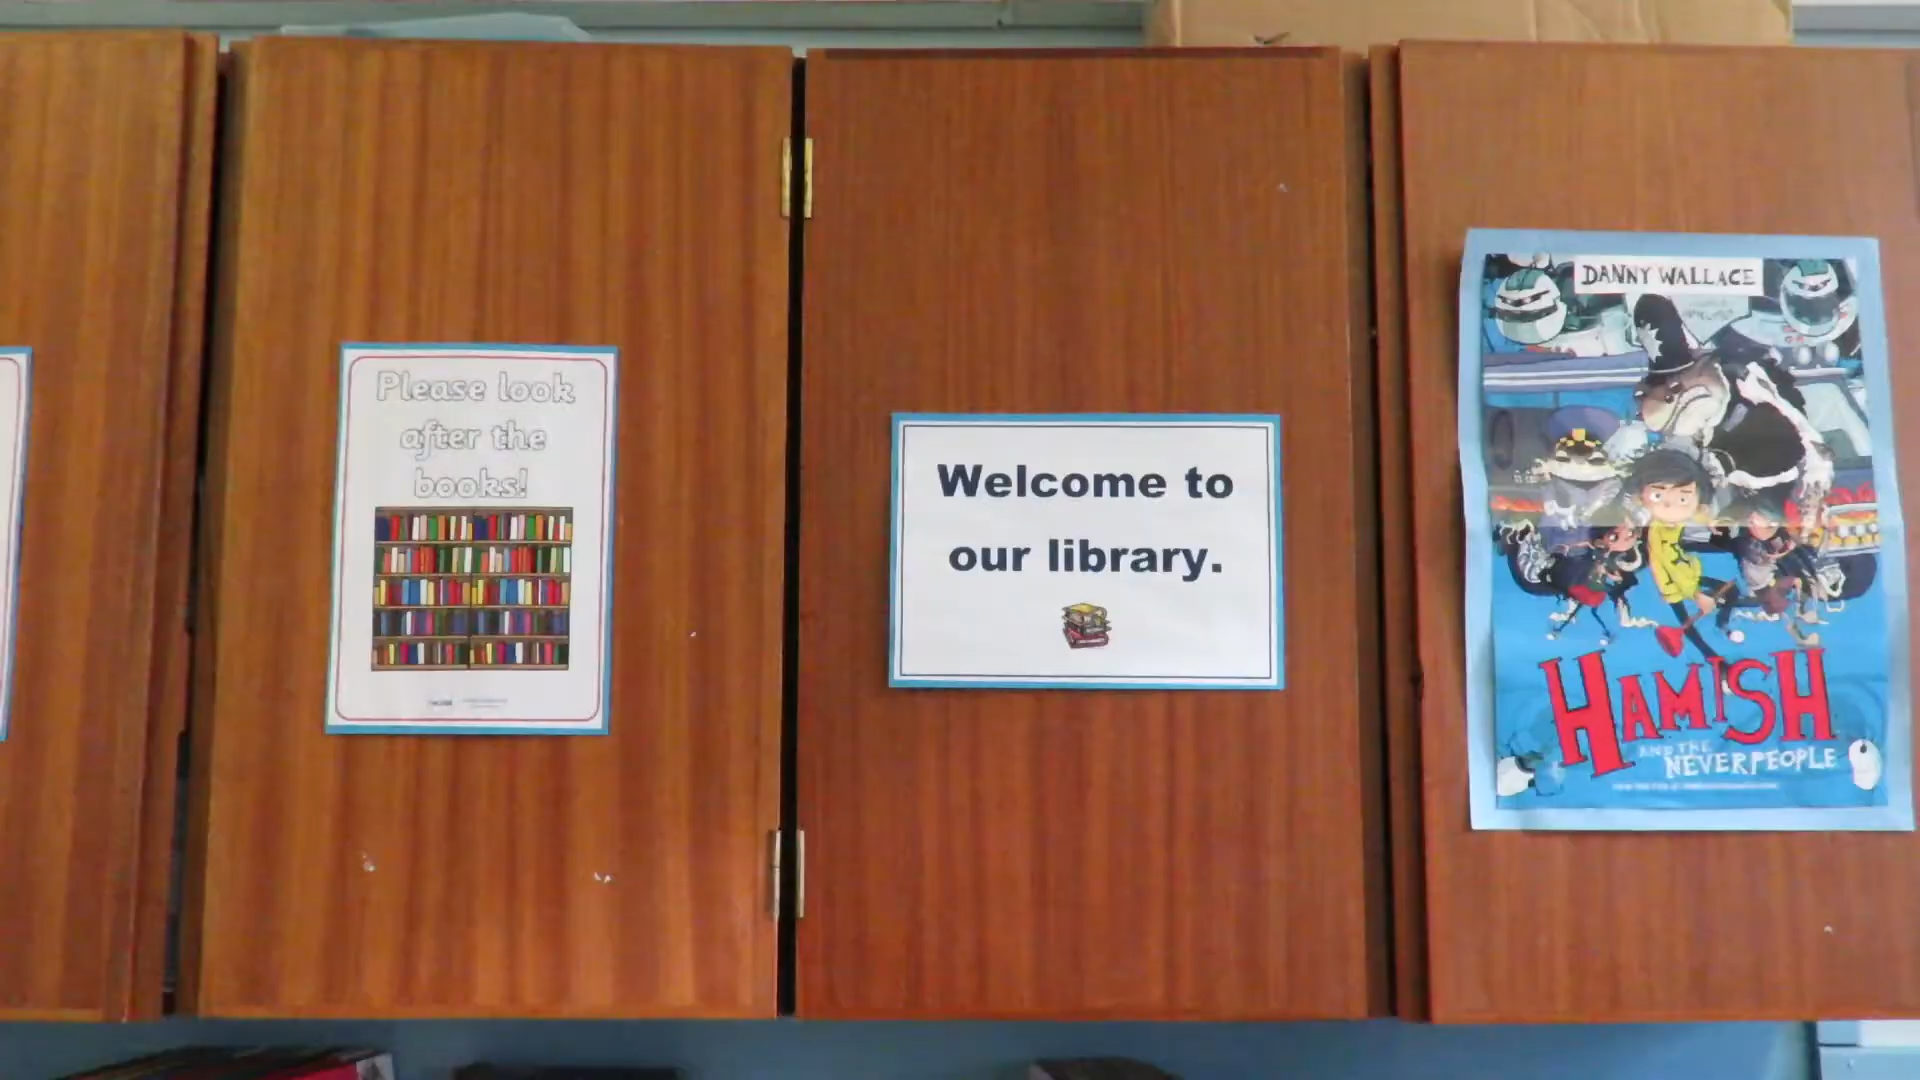 Please look
after the
books!
Welcome to
our library.
DANNY WALLACE
HAMISH
AND THE
NEVERPEOPLE